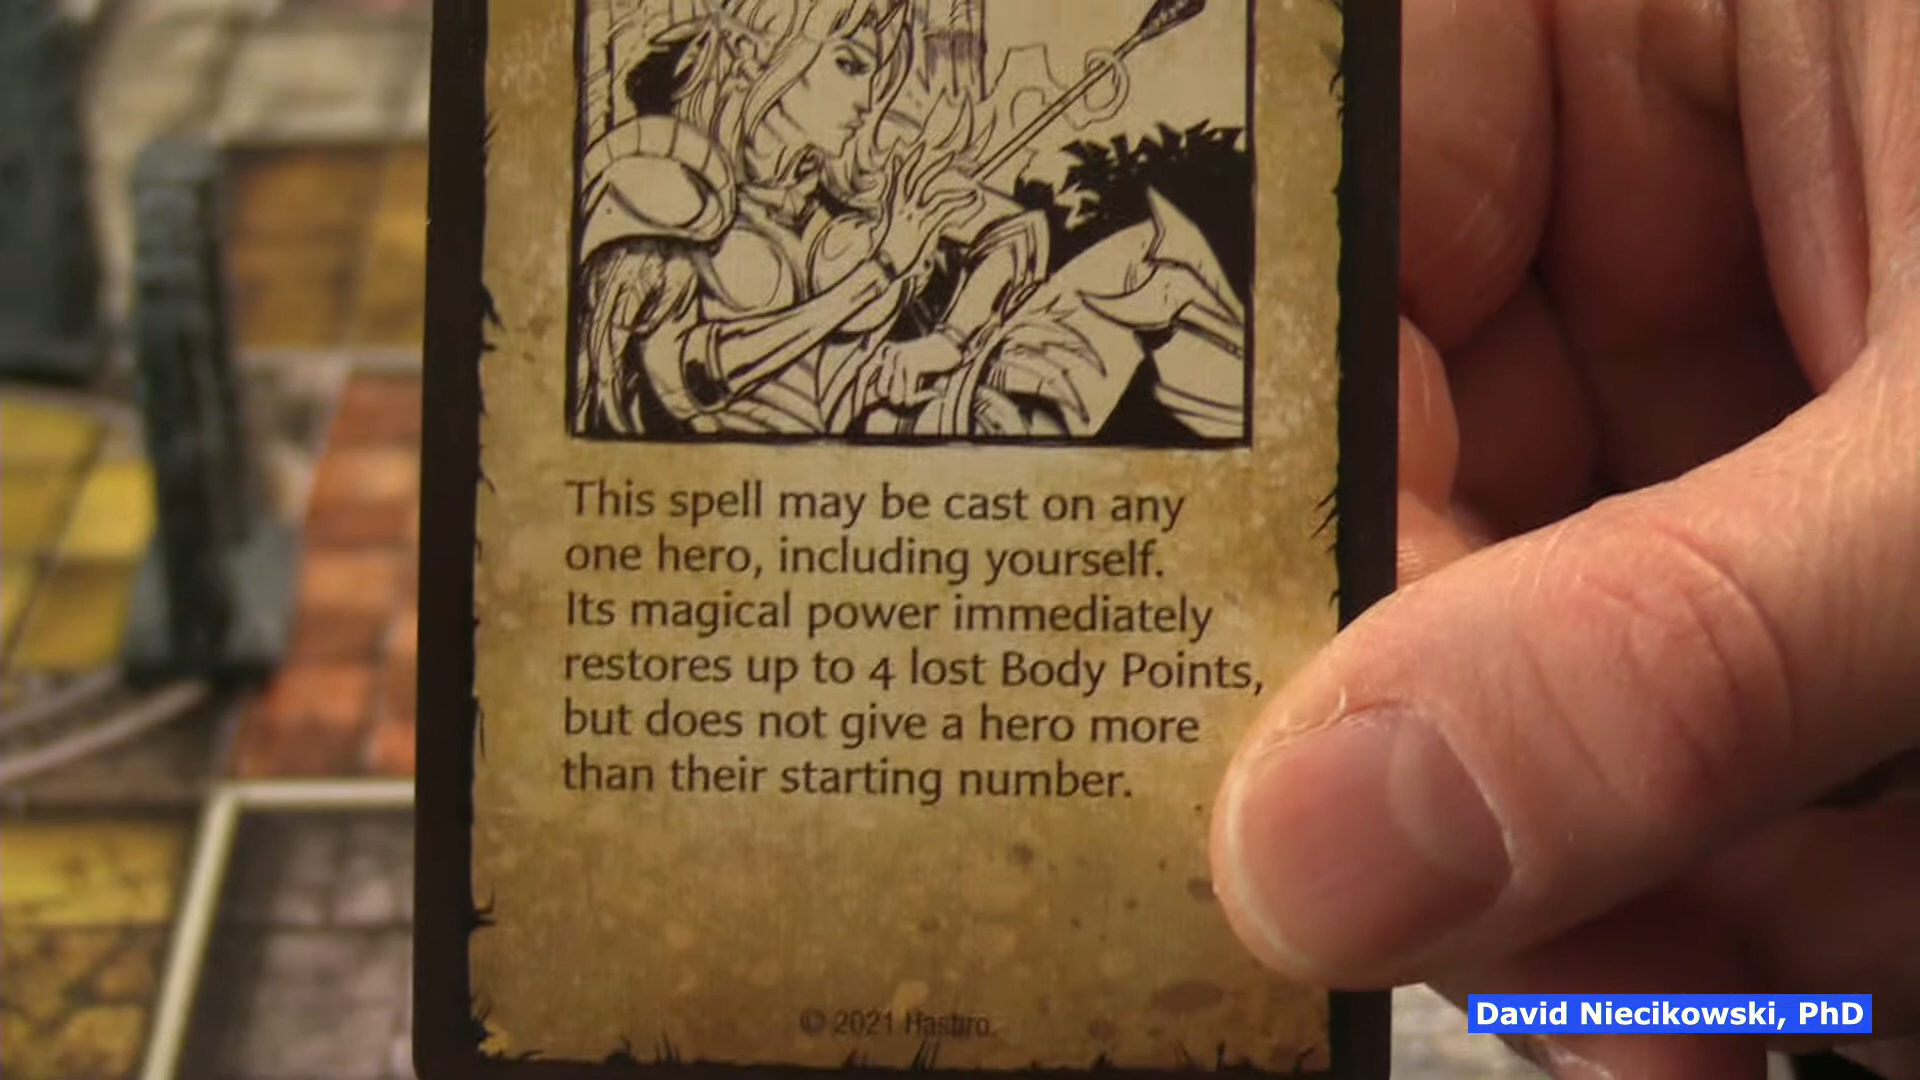 This spell may be cast on any
one hero, including yourself.
Its magical power immediately
restores up to 4 lost Body Points,
but does not give a hero more
than their starting number.
© 2021 Hasbro.
David Niecikowski, PhD